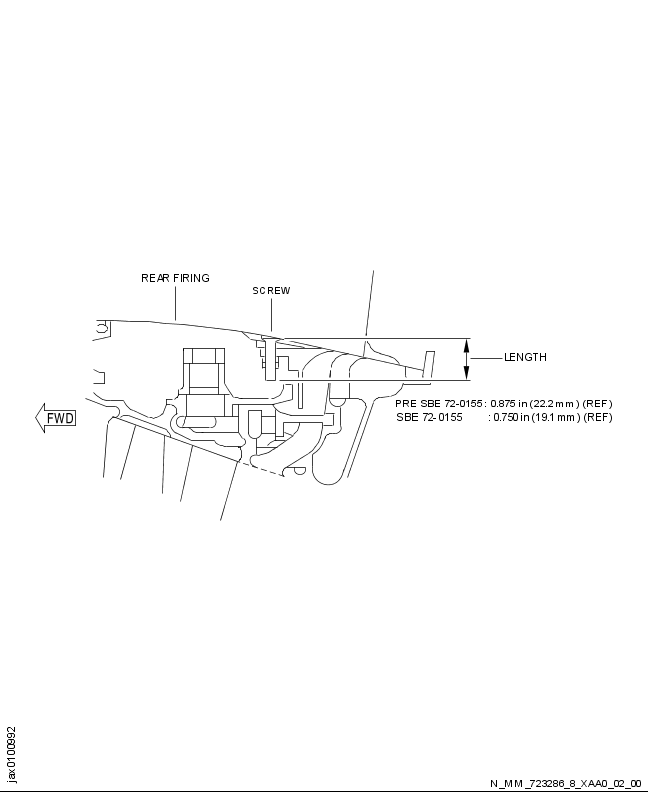 REAR FIRING
SCREW
LENGTH
PRE SBE 72-0155 : 0.875 in (22.2 mm) (REF)
SBE 72-0155 : 0.750 in (19.1 mm) (REF)
FWD
jax0100992
N_MM_723286_8_XAA0_02_00